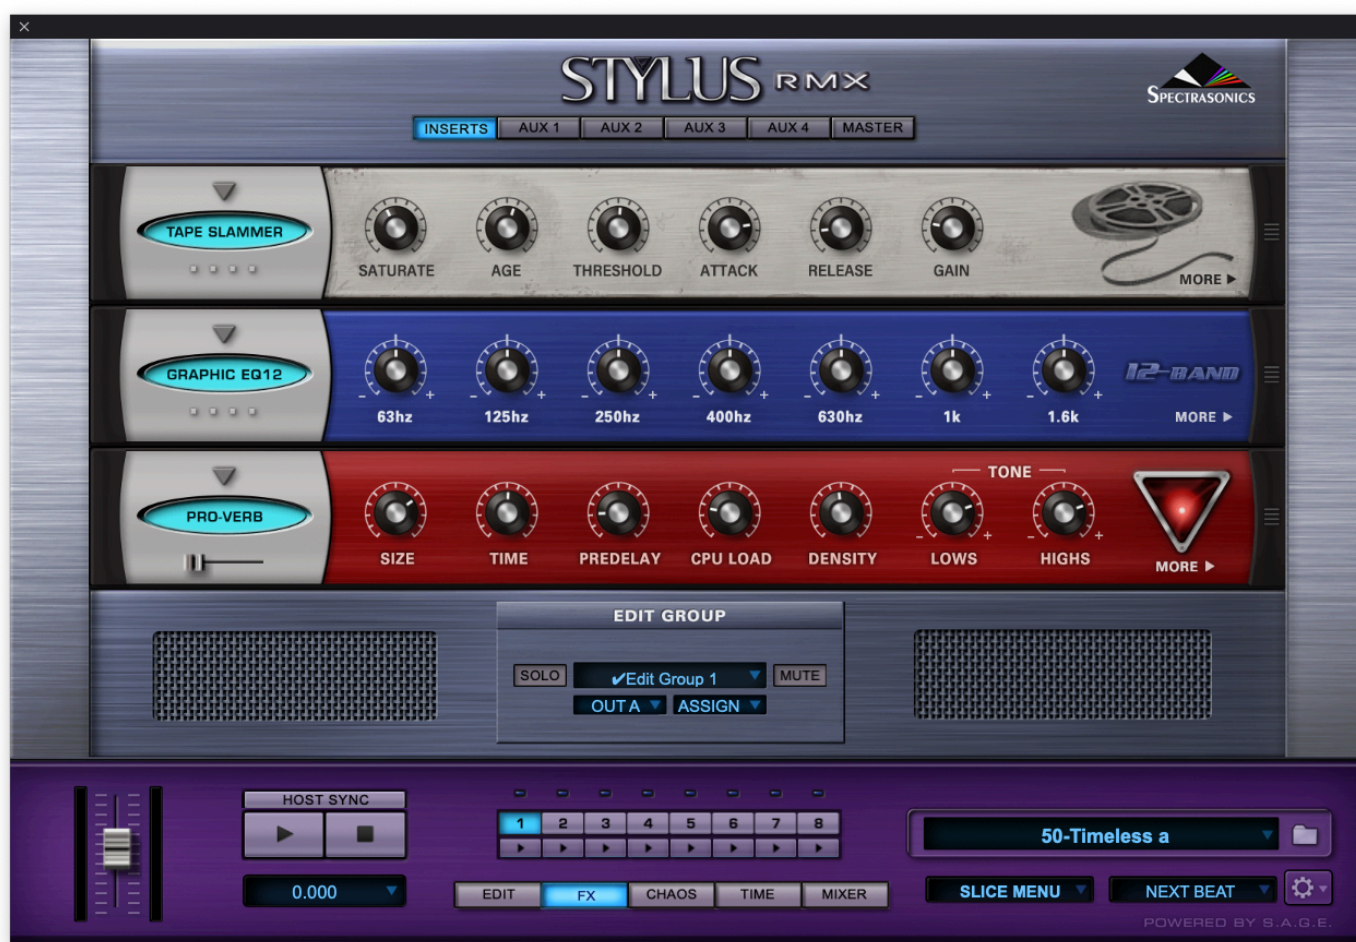 STYLUS RMX
SPECTRASONICS
INSERTS AUX 1 AUX 2 AUX 3 AUX 4 MASTER
TAPE SLAMMER
SATURATE AGE THRESHOLD ATTACK RELEASE GAIN
MORE
GRAPHIC EQ12
12-BAND
- + - + - + - + - + - + - +
63hz 125hz 250hz 400hz 630hz 1k 1.6k
MORE
TONE
PRO-VERB
- + - +
SIZE TIME PREDELAY CPU LOAD DENSITY LOWS HIGHS
MORE
EDIT GROUP
SOLO ✔Edit Group 1 MUTE
OUT A ASSIGN
HOST SYNC
1 2 3 4 5 6 7 8
50-Timeless a
0.000
EDIT FX CHAOS TIME MIXER
SLICE MENU NEXT BEAT
POWERED BY S.A.G.E.